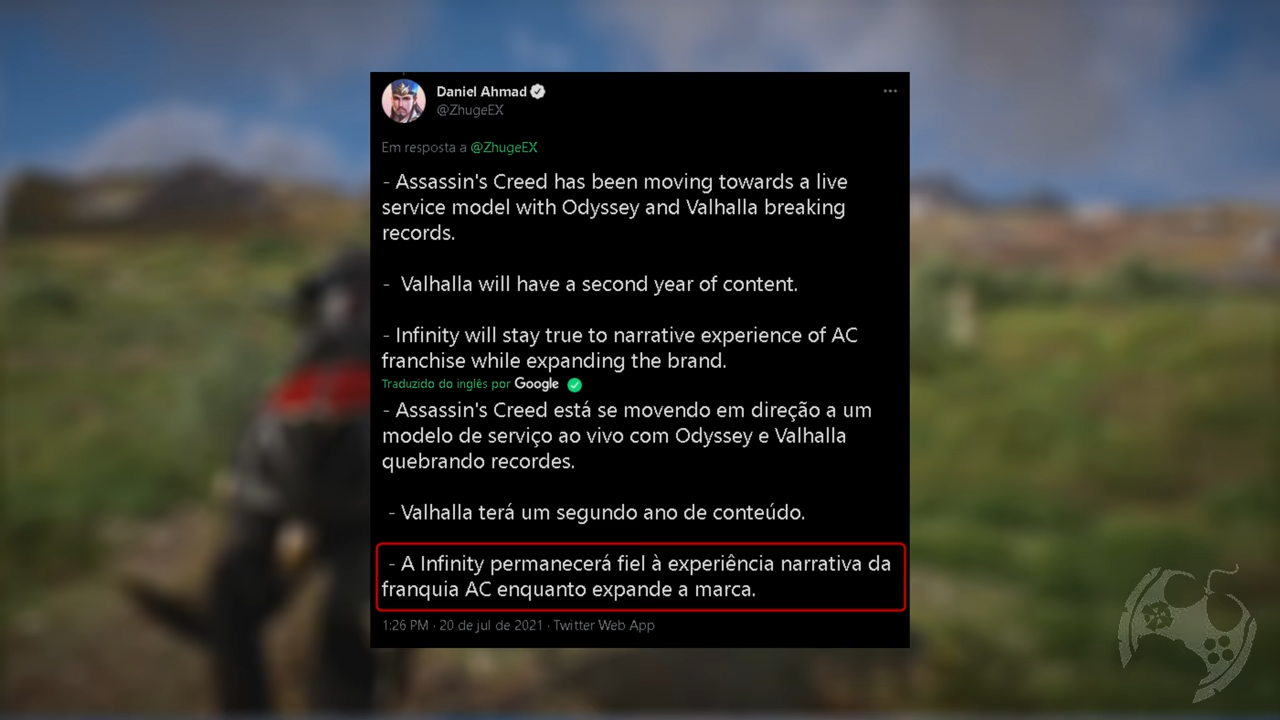 Daniel Ahmad
@ZhugeEX
Em resposta a @ZhugeEX
- Assassin's Creed has been moving towards a live
service model with Odyssey and Valhalla breaking
records.
- Valhalla will have a second year of content.
- Infinity will stay true to narrative experience of AC
franchise while expanding the brand.
Traduzido do inglês por Google
- Assassin's Creed está se movendo em direção a um
modelo de serviço ao vivo com Odyssey e Valhalla
quebrando recordes.
- Valhalla terá um segundo ano de conteúdo.
- A Infinity permanecerá fiel à experiência narrativa da
franquia AC enquanto expande a marca.
1:26 PM · 20 de jul de 2021 · Twitter Web App